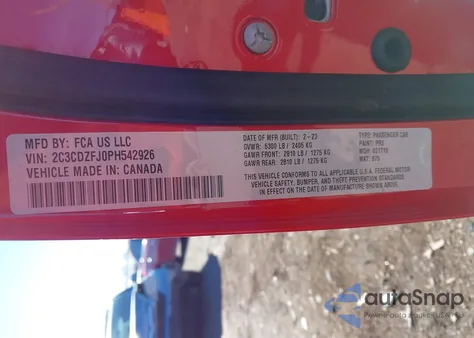 MFD BY: FCA US LLC
VIN: 2C3CDZFJ0PH542926
VEHICLE MADE IN: CANADA
MFR DATE (BUILT): 2-23
GVWR: 5300 LB / 2405 KG
GAWR FRONT: 2810 LB / 1275 KG
GAWR REAR: 2810 LB / 1275 KG
THIS VEHICLE CONFORMS TO ALL APPLICABLE U.S.A. FEDERAL MOTOR
VEHICLE SAFETY, BUMPER, AND THEFT PREVENTION STANDARDS
IN EFFECT ON THE DATE OF MANUFACTURE SHOWN ABOVE.
TYPE: PASSENGER CAR
PAINT: PR3
MDH: 021710
autoSnap